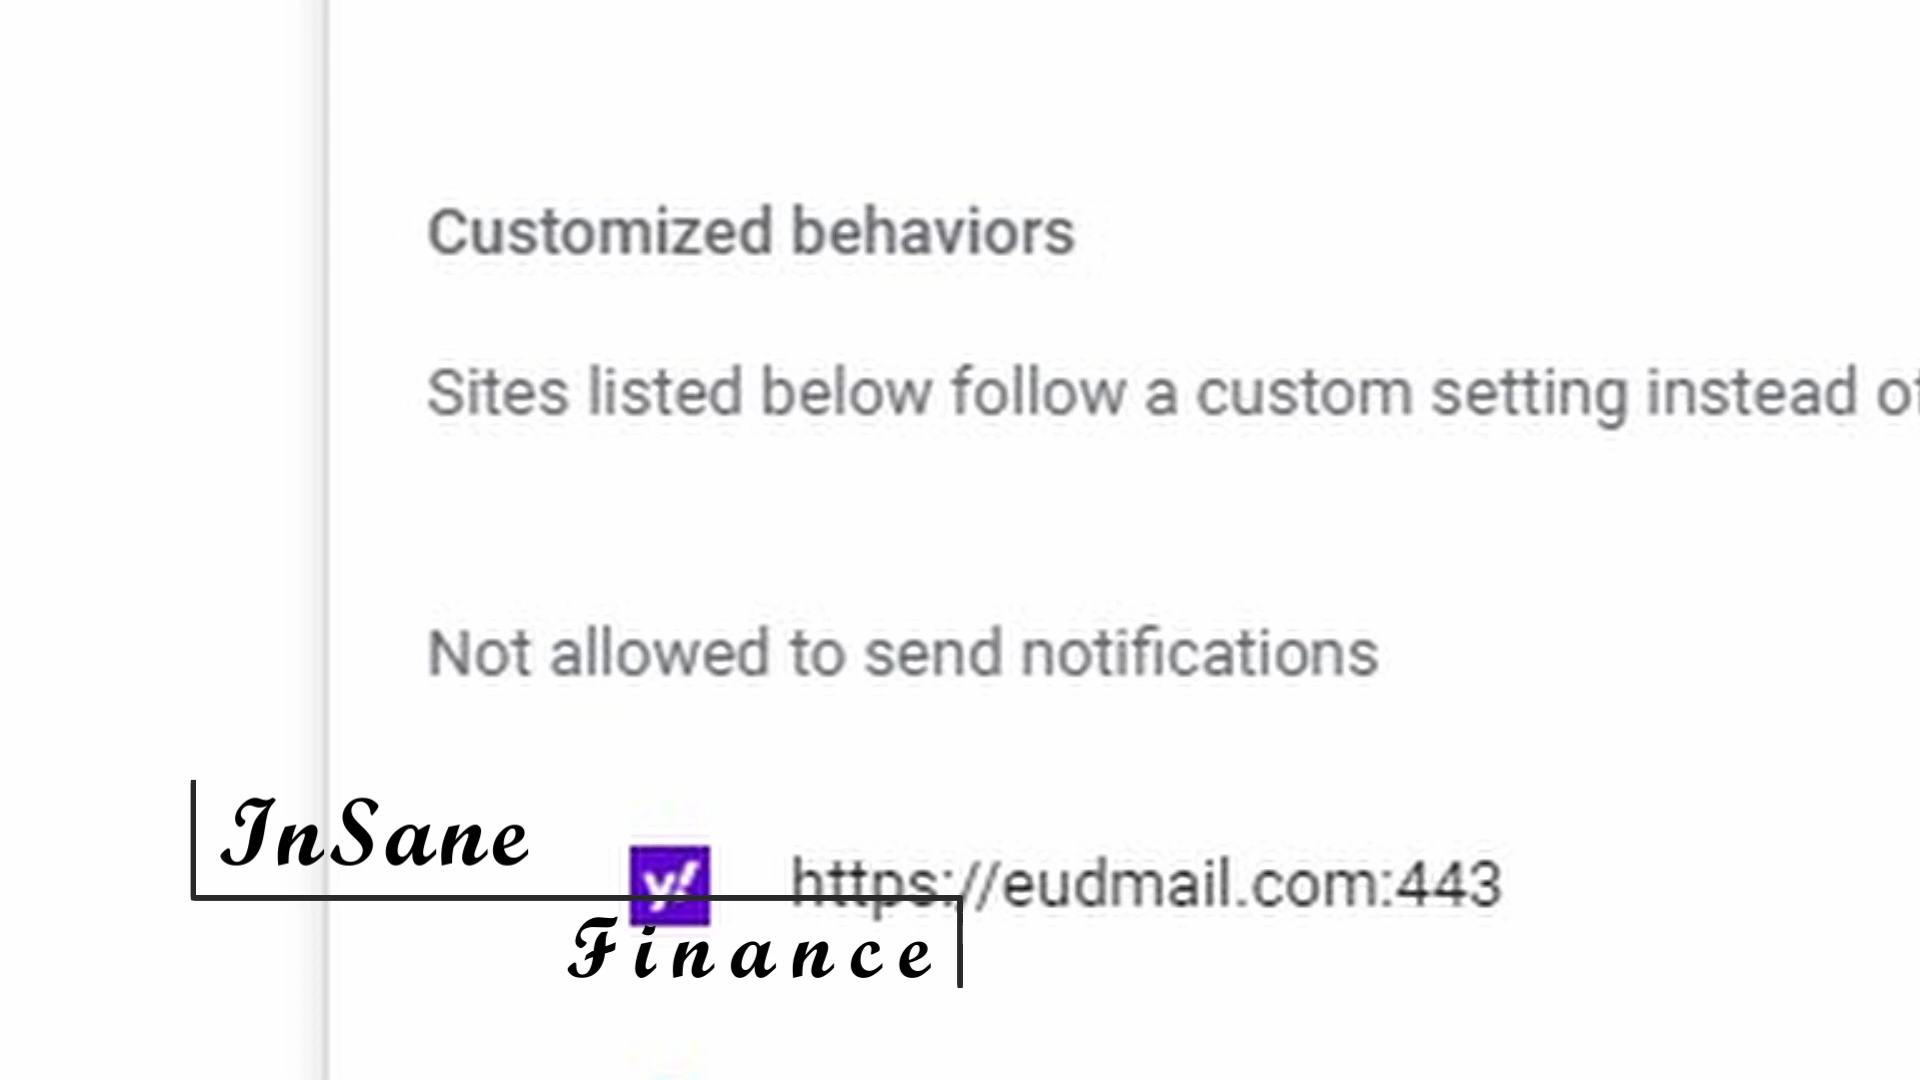 Customized behaviors
Sites listed below follow a custom setting instead of
Not allowed to send notifications
InSane
y! https://eudmail.com:443
Finance